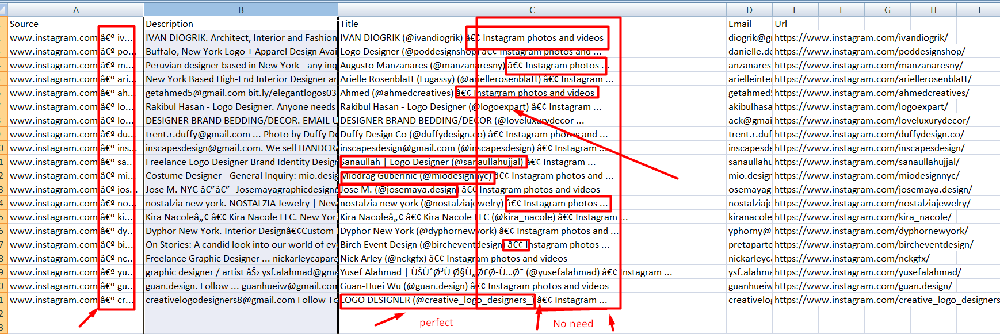 A B C D E F G H I
Source Description Title Email Url
www.instagram.com â€º iv... IVAN DIOGRIK. Architect, Interior and Fashion IVAN DIOGRIK (@ivandiogrik) â€¢ Instagram photos and videos diogrik@g https://www.instagram.com/ivandiogrik/
www.instagram.com â€º po... Buffalo, New York Logo + Apparel Design Avai Logo Designer (@poddesignshop) â€¢ Instagram photos and ... danielle.de https://www.instagram.com/poddesignshop/
www.instagram.com â€º m... Peruvian designer based in New York - any inq Augusto Manzanares (@manzanaresny) â€¢ Instagram photos ... anzanares. https://www.instagram.com/manzanaresny/
www.instagram.com â€º ari... New York Based High-End Interior Designer ar Arielle Rosenblatt (Lugassy) (@ariellerosenblatt) â€¢ Instagram ... arielleinter https://www.instagram.com/ariellerosenblatt/
www.instagram.com â€º ah... getahmed5@gmail.com bit.ly/elegantlogos03 Ahmed (@ahmedcreatives) â€¢ Instagram photos and videos getahmed5 https://www.instagram.com/ahmedcreatives/
www.instagram.com â€º lo... Rakibul Hasan - Logo Designer. Anyone needs Rakibul Hasan - Logo Designer (@logoexpart) â€¢ Instagram ... akibulhasa https://www.instagram.com/logoexpart/
www.instagram.com â€º lo... DESIGNER BRAND BEDDING/DECOR. EMAIL U DESIGNER BRAND BEDDING/DECOR (@loveluxurydecor ... ack@gmai https://www.instagram.com/loveluxurydecor/
www.instagram.com â€º du... trent.r.duffy@gmail.com ... Photo by Duffy De Duffy Design Co (@duffydesign.co) â€¢ Instagram photos and ... trent.r.duf https://www.instagram.com/duffydesign.co/
0 www.instagram.com â€º ins... inscapesdesign@gmail.com. We sell HANDCRA inscapesdesign@gmail.com (@inscapesdesign) â€¢ Instagram ... inscapesde https://www.instagram.com/inscapesdesign/
1 www.instagram.com â€º sa... Freelance Logo Designer Brand Identity Desig Sanaullah | Logo Designer (@sanaullahujjal) â€¢ Instagram ... sanaullahu https://www.instagram.com/sanaullahujjal/
2 www.instagram.com â€º mi... Costume Designer - General Inquiry: mio.desig Miodrag Guberinic (@miodesignnyc) â€¢ Instagram photos and ... mio.design https://www.instagram.com/miodesignnyc/
3 www.instagram.com â€º jos... Jose M. NYC â€”â€”- Josemayagraphicdesign@ Jose M. (@josemaya.design) â€¢ Instagram photos and videos osemayag https://www.instagram.com/josemaya.design/
4 www.instagram.com â€º no... nostalzia new york. NOSTALZIA Jewelry | New nostalzia new york (@nostalziajewelry) â€¢ Instagram photos ... nostalziaje https://www.instagram.com/nostalziajewelry/
5 www.instagram.com â€º ki... Kira Nacoleâ„¢ â€¢ Kira Nacole LLC. New Yor Kira Nacoleâ„¢ â€¢ Kira Nacole LLC (@kira_nacole) â€¢ Instagram ... kiranacole https://www.instagram.com/kira_nacole/
6 www.instagram.com â€º dy... Dyphor New York. Interior Designâ€¢Custom Dyphor New York (@dyphornewyork) â€¢ Instagram photos and ... yphorny@ https://www.instagram.com/dyphornewyork/
7 www.instagram.com â€º bi... On Stories: A candid look into our world of eve Birch Event Design (@bircheventdesign) â€¢ Instagram photos ... pretaparte https://www.instagram.com/bircheventdesign/
8 www.instagram.com â€º nc... Freelance Graphic Designer ... nickarleycapara Nick Arley (@nckgfx) â€¢ Instagram photos and videos nickarleyc https://www.instagram.com/nckgfx/
9 www.instagram.com â€º yu... graphic designer / artist âŠ› ysf.alahmad@gma Yusef Alahmad | (@yusefalahmad) â€¢ Instagram ... ysf.alahma https://www.instagram.com/yusefalahmad/
0 www.instagram.com â€º gu... guan.design. Follow ... guanhueiw@gmail.com Guan-Huei Wu (@guan.design) â€¢ Instagram photos and videos guanhueiw https://www.instagram.com/guan.design/
1 www.instagram.com â€º cr... creativelogodesigners8@gmail.com Follow To LOGO DESIGNER (@creative_logo_designers_) â€¢ Instagram ... creativelog https://www.instagram.com/creative_logo_designers
2
perfect No need
3